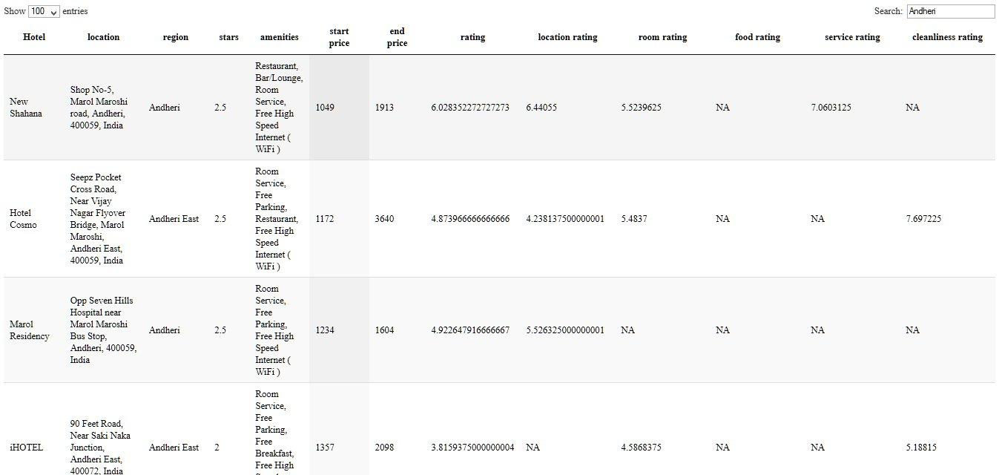 Show 100 entries
Search: Andheri
Hotel location region stars amenities start price end price rating location rating room rating food rating service rating cleanliness rating
New
Shahana
Shop No-5,
Marol Maroshi
road, Andheri,
400059, India
Andheri
2.5
Restaurant,
Bar/Lounge,
Room
Service,
Free High
Speed
Internet (
WiFi )
1049
1913
6.028352272727273
6.44055
5.5239625
NA
7.0603125
NA
Hotel
Cosmo
Seepz Pocket
Cross Road,
Near Vijay
Nagar Flyover
Bridge, Marol
Maroshi,
Andheri East,
400059, India
Andheri East
2.5
Room
Service,
Free
Parking,
Restaurant,
Free High
Speed
Internet (
WiFi )
1172
3640
4.873966666666666
4.238137500000001
5.4837
NA
NA
7.697225
Marol
Residency
Opp Seven Hills
Hospital near
Marol Maroshi
Bus Stop,
Andheri, 400059,
India
Andheri
2.5
Room
Service,
Free
Parking,
Free High
Speed
Internet (
WiFi )
1234
1604
4.922647916666667
5.526325000000001
NA
NA
NA
NA
iHOTEL
90 Feet Road,
Near Saki Naka
Junction,
Andheri East,
400072, India
Andheri East
2
Room
Service,
Free
Parking,
Free
Breakfast,
Free High
1357
2098
3.8159375000000004
NA
4.5868375
NA
NA
5.18815